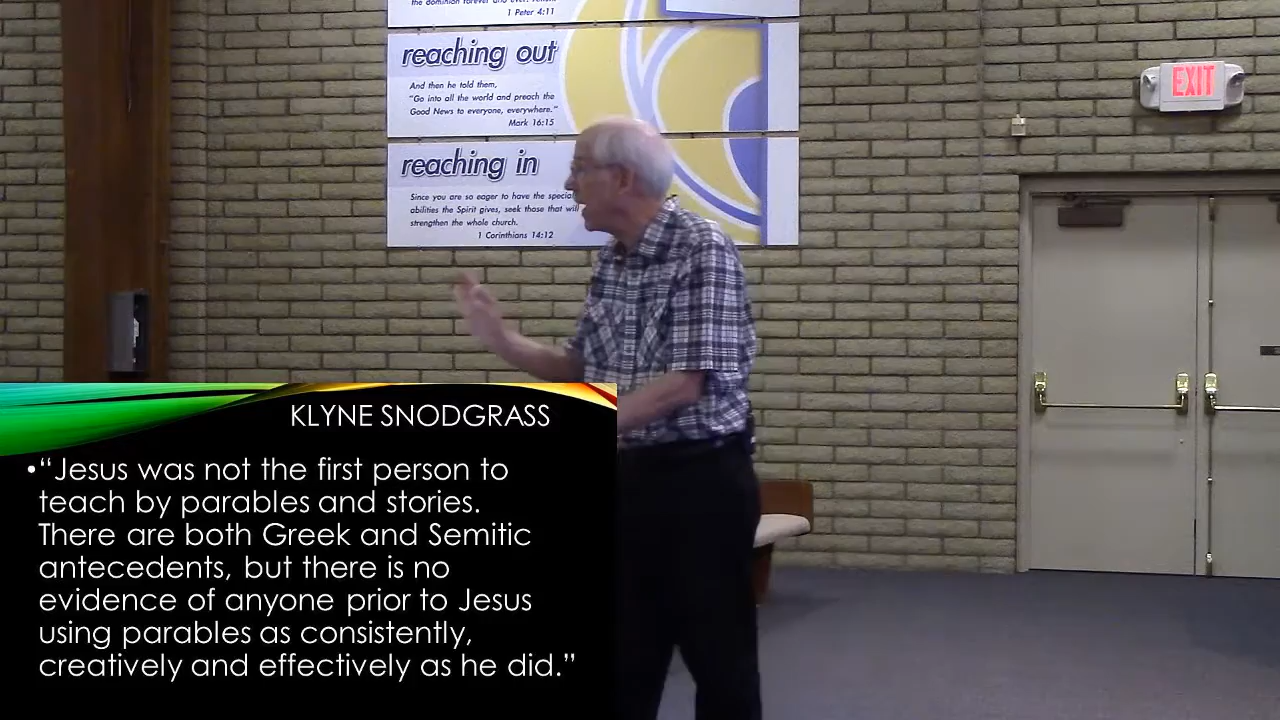 the dominion forever and ever. Amen.
1 Peter 4:11
reaching out
And then he told them,
"Go into all the world and preach the
Good News to everyone, everywhere."
Mark 16:15
reaching in
Since you are so eager to have the special
abilities the Spirit gives, seek those that will
strengthen the whole church.
1 Corinthians 14:12
EXIT
KLYNE SNODGRASS
•“Jesus was not the first person to
teach by parables and stories.
There are both Greek and Semitic
antecedents, but there is no
evidence of anyone prior to Jesus
using parables as consistently,
creatively and effectively as he did.”